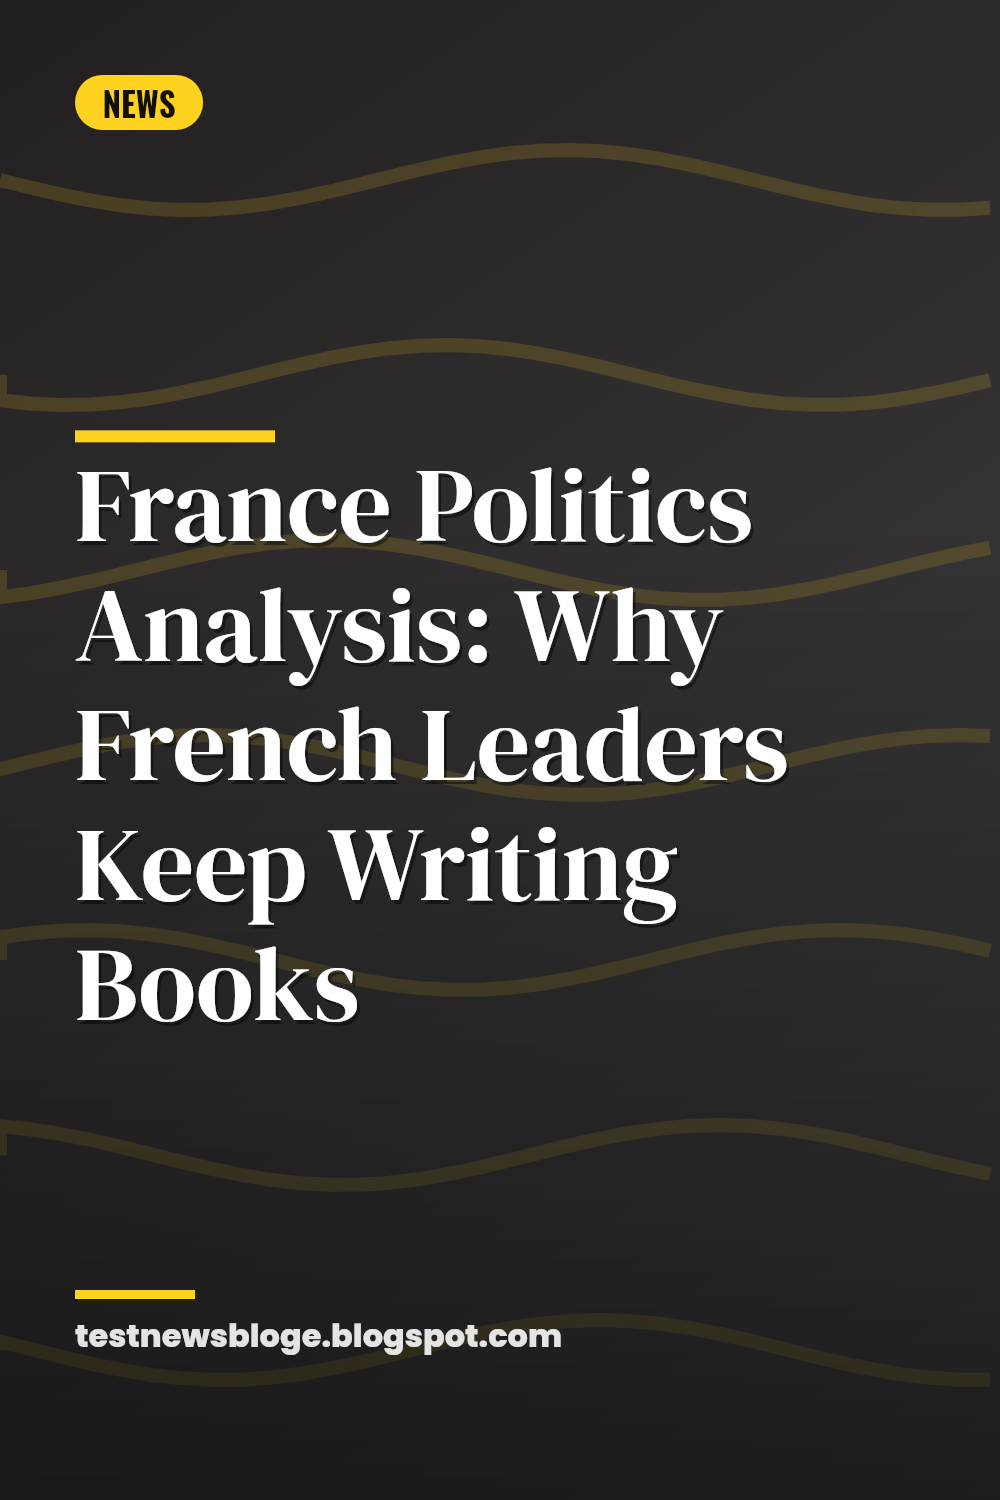 NEWS
France Politics
Analysis: Why
French Leaders
Keep Writing
Books
testnewsbloge.blogspot.com